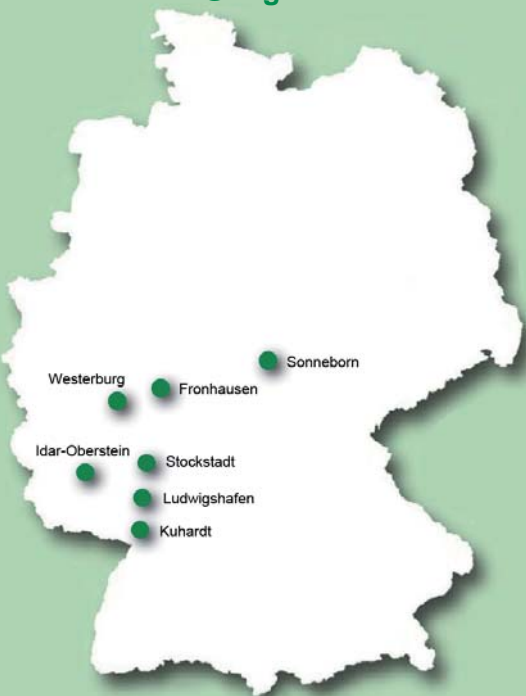 Sonneborn
Westerburg
Fronhausen
Idar-Oberstein
Stockstadt
Ludwigshafen
Kuhardt